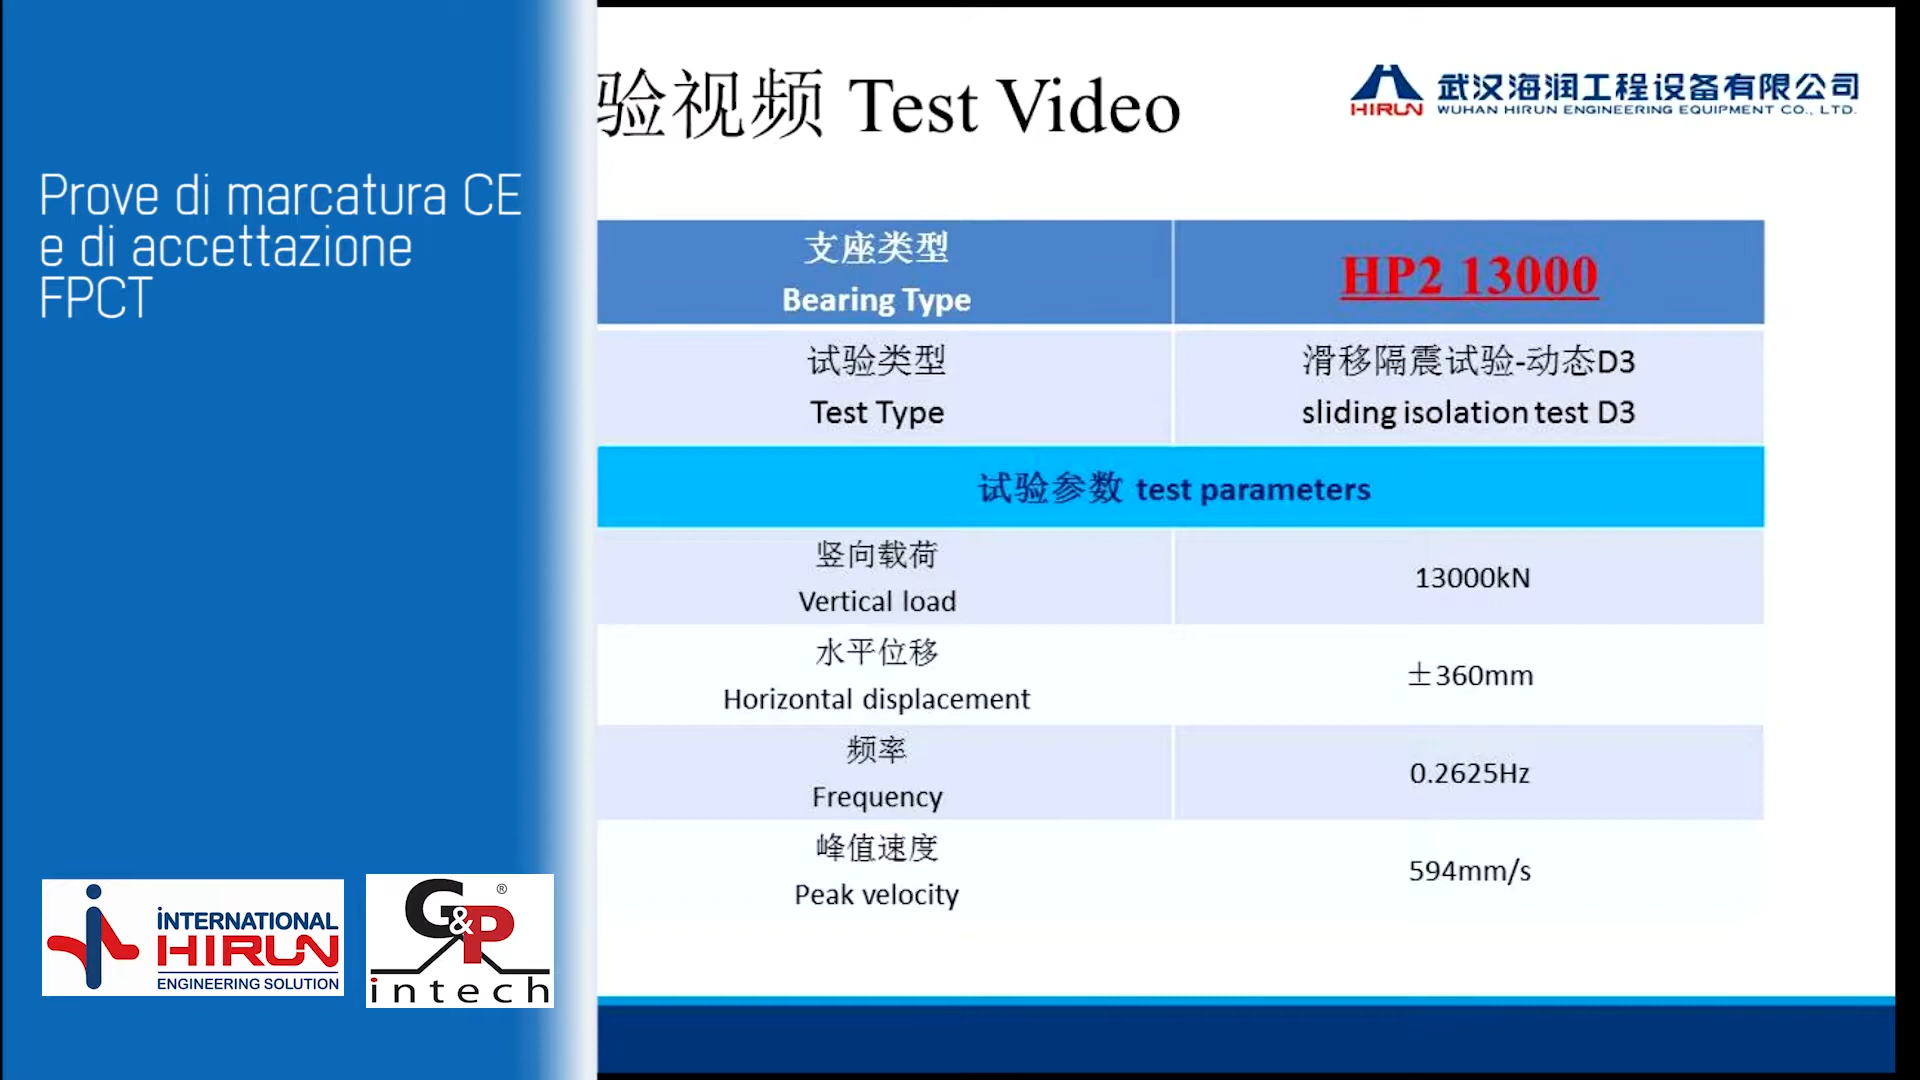 Prove di marcatura CE
e di accettazione
FPCT
验视频 Test Video
HIRUN
武汉海润工程设备有限公司
WUHAN HIRUN ENGINEERING EQUIPMENT CO., LTD.
支座类型
Bearing Type
HP2 13000
试验类型
Test Type
滑移隔震试验-动态D3
sliding isolation test D3
试验参数 test parameters
竖向载荷
Vertical load
13000kN
水平位移
Horizontal displacement
±360mm
频率
Frequency
0.2625Hz
峰值速度
Peak velocity
594mm/s
INTERNATIONAL
HIRUN
ENGINEERING SOLUTION
G&P®
intech